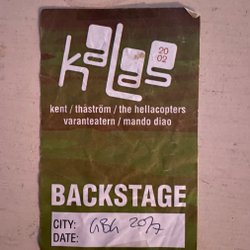 kalas
20
02
kent / thåström / the hellacopters
varanteatern / mando diao
BACKSTAGE
CITY: GBG 20/7
DATE: